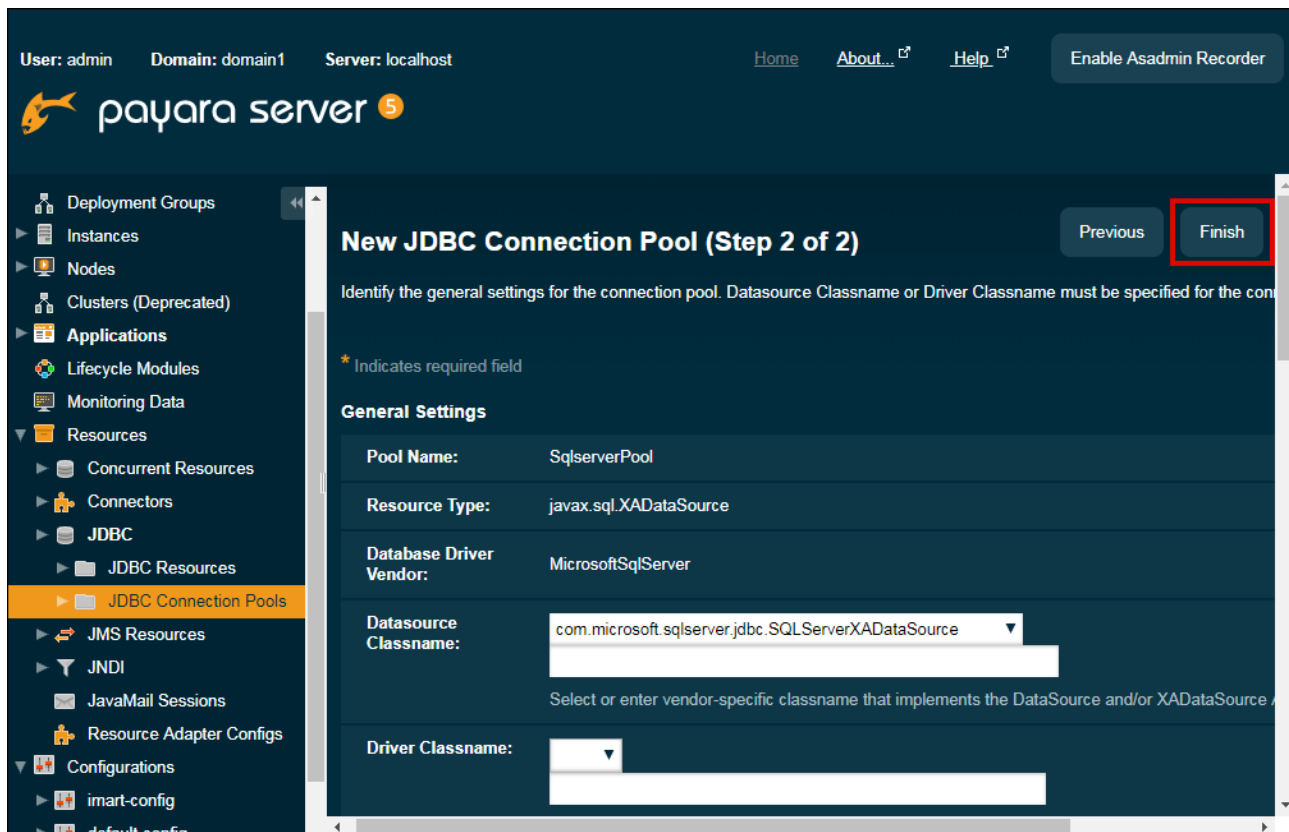 User: admin Domain: domain1 Server: localhost Home About... Help Enable Asadmin Recorder
payara server 5
Deployment Groups
Instances
Nodes
Clusters (Deprecated)
Applications
Lifecycle Modules
Monitoring Data
Resources
Concurrent Resources
Connectors
JDBC
JDBC Resources
JDBC Connection Pools
JMS Resources
JNDI
JavaMail Sessions
Resource Adapter Configs
Configurations
imart-config
default-config
New JDBC Connection Pool (Step 2 of 2)
Previous Finish
Identify the general settings for the connection pool. Datasource Classname or Driver Classname must be specified for the
* Indicates required field
General Settings
Pool Name: SqlserverPool
Resource Type: javax.sql.XADataSource
Database Driver
Vendor: MicrosoftSqlServer
Datasource
Classname: com.microsoft.sqlserver.jdbc.SQLServerXADataSource
Select or enter vendor-specific classname that implements the DataSource and/or XADataSource
Driver Classname: